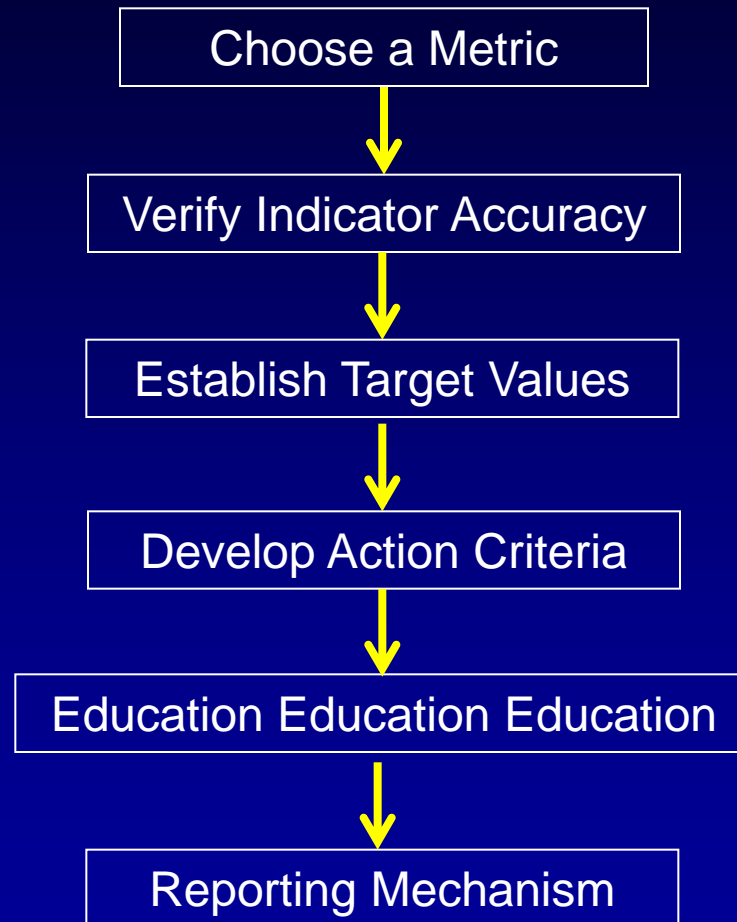 Choose a Metric
Verify Indicator Accuracy
Establish Target Values
Develop Action Criteria
Education Education Education
Reporting Mechanism